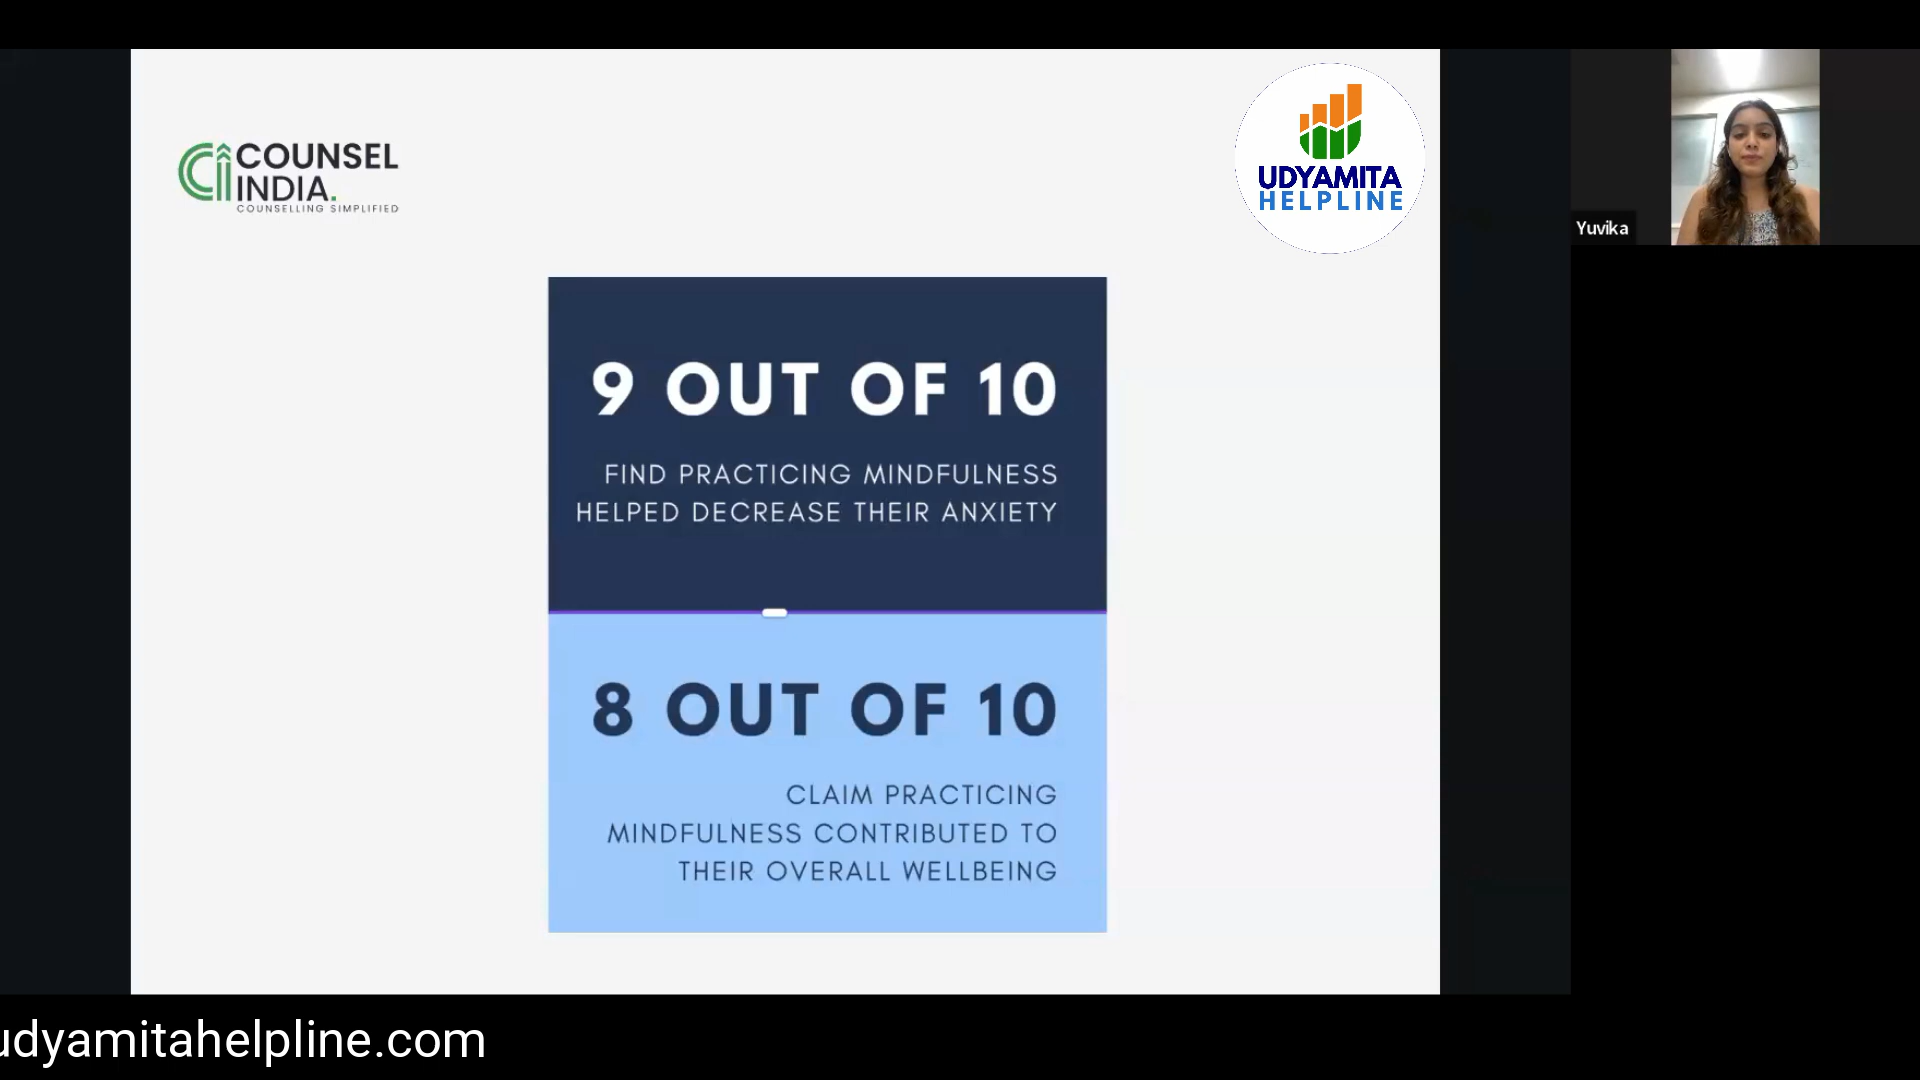 COUNSEL
INDIA.
COUNSELLING SIMPLIFIED
UDYAMITA
HELPLINE
Yuvika
9 OUT OF 10
FIND PRACTICING MINDFULNESS
HELPED DECREASE THEIR ANXIETY
8 OUT OF 10
CLAIM PRACTICING
MINDFULNESS CONTRIBUTED TO
THEIR OVERALL WELLBEING
udyamitahelpline.com